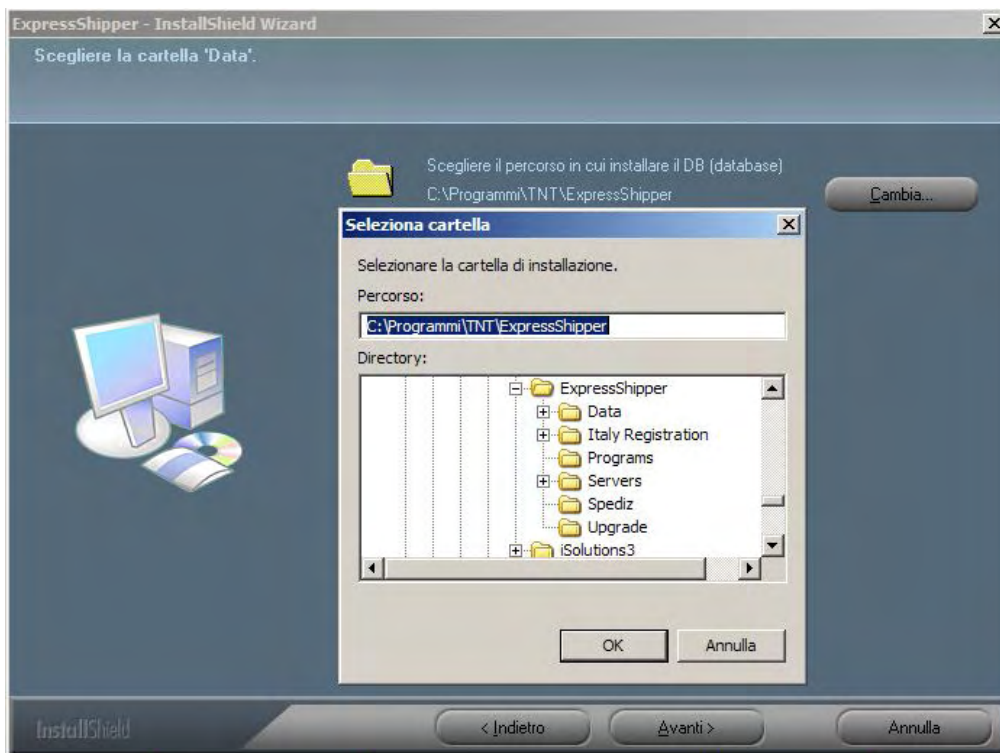 ExpressShipper - InstallShield Wizard
Scegliere la cartella 'Data'.
Scegliere il percorso in cui installare il DB (database)
C:\Programmi\TNT\ExpressShipper
Cambia...
Seleziona cartella
Selezionare la cartella di installazione.
Percorso:
C:\Programmi\TNT\ExpressShipper
Directory:
ExpressShipper
Data
Italy Registration
Programs
Servers
Spediz
Upgrade
iSolutions3
OK Annulla
InstallShield
< Indietro Avanti > Annulla